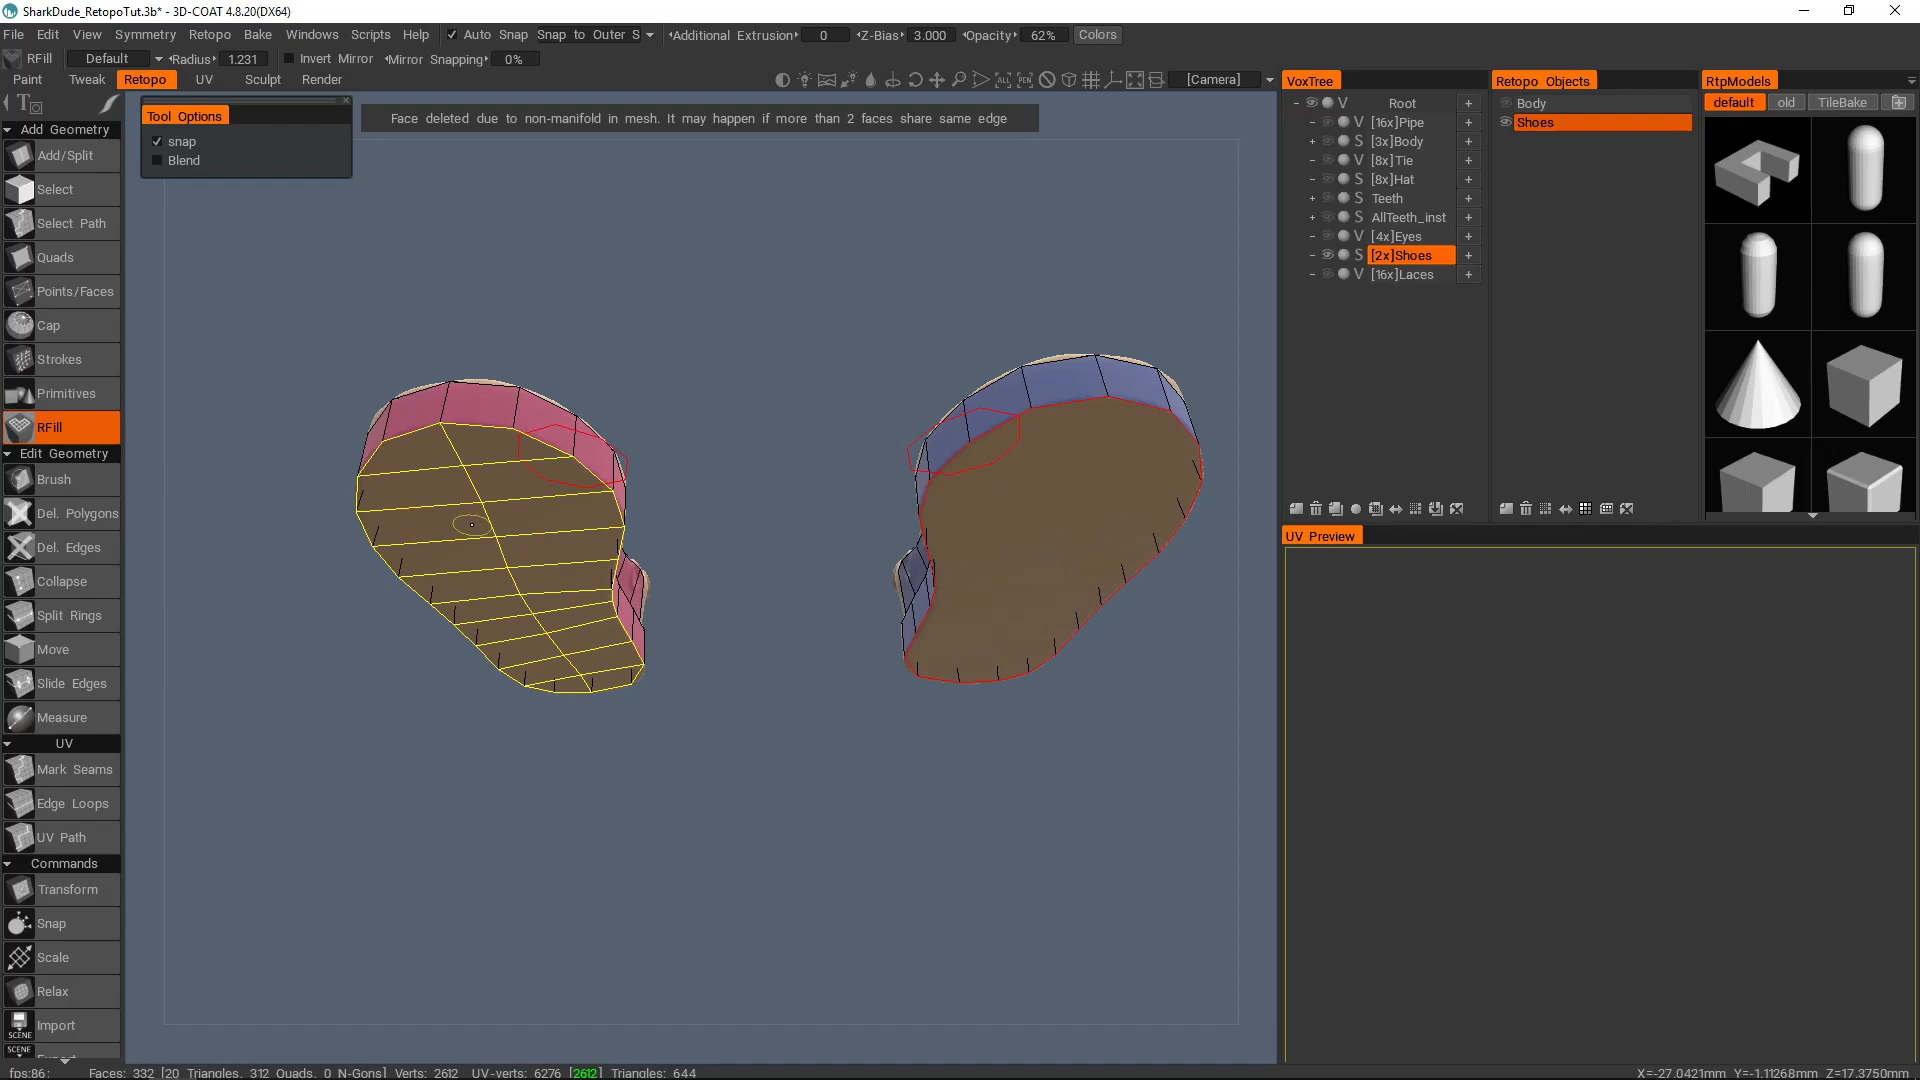 SharkDude_RetopoTut.3b* - 3D-COAT 4.8.20(DX64)
File Edit View Symmetry Retopo Bake Windows Scripts Help Auto Snap Snap to Outer S Additional Extrusion 0 Z-Bias 3.000 Opacity 62% Colors
RFill Default Radius 1.231 Invert Mirror Mirror Snapping 0%
Paint Tweak Retopo UV Sculpt Render ALL PEN [Camera]
Tool Options
snap
Blend
Face deleted due to non-manifold in mesh. It may happen if more than 2 faces share same edge
Add Geometry
Add/Split
Select
Select Path
Quads
Points/Faces
Cap
Strokes
Primitives
RFill
Edit Geometry
Brush
Del. Polygons
Del. Edges
Collapse
Split Rings
Move
Slide Edges
Measure
UV
Mark Seams
Edge Loops
UV Path
Commands
Transform
Snap
Scale
Relax
Import
SCENE
SCENE
VoxTree
V Root +
V [16x]Pipe +
+ S [3x]Body +
V [8x]Tie +
V [8x]Hat +
+ S Teeth +
+ S AllTeeth_inst +
V [4x]Eyes +
S [2x]Shoes +
V [16x]Laces +
Retopo Objects
Body
Shoes
RtpModels
default old TileBake
UV Preview
fps:86: Faces: 332 [20 Triangles, 312 Quads, 0 N-Gons] Verts: 2612 UV-verts: 6276 [2612] Triangles: 644
X=-27.0421mm Y=-1.11268mm Z=17.3750mm